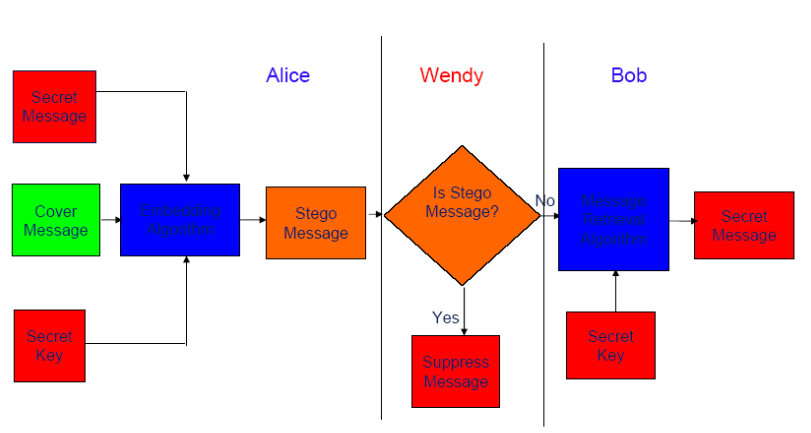 Alice
Wendy
Bob
Secret
Message
Cover
Message
Secret
Key
Embedding
Algorithm
Stego
Message
Is Stego
Message?
No
Yes
Suppress
Message
Message
Retrieval
Algorithm
Secret
Key
Secret
Message